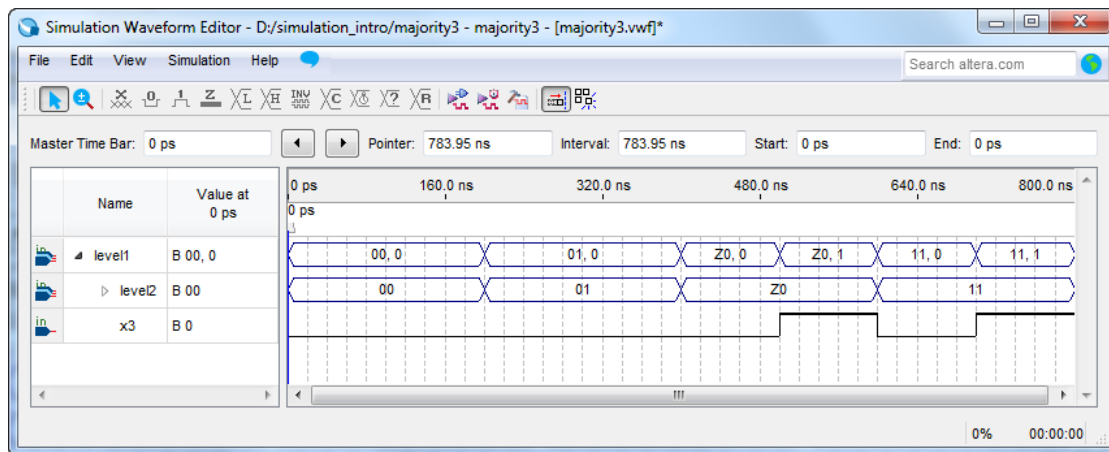 Simulation Waveform Editor - D:/simulation_intro/majority3 - majority3 - [majority3.vwf]*
File Edit View Simulation Help Search altera.com
Master Time Bar: 0 ps Pointer: 783.95 ns Interval: 783.95 ns Start: 0 ps End: 0 ps
Name Value at 0 ps
0 ps 160.0 ns 320.0 ns 480.0 ns 640.0 ns 800.0 ns
0 ps
level1 B 00, 0 00, 0 01, 0 Z0, 0 Z0, 1 11, 0 11, 1
level2 B 00 00 01 Z0 11
x3 B 0
0% 00:00:00